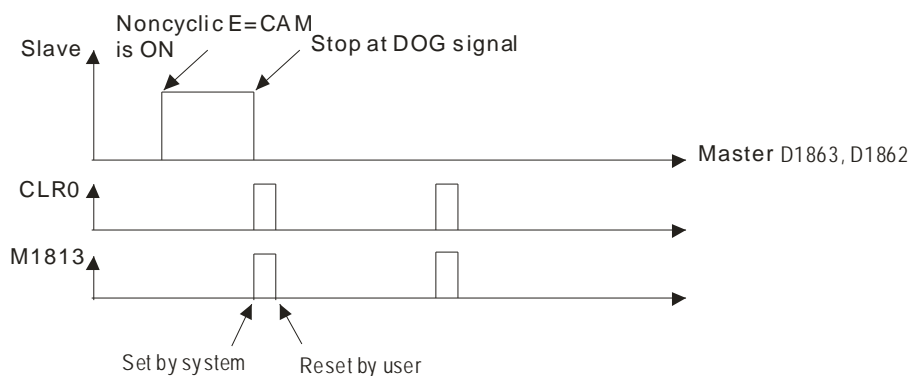 Noncyclic E=CAM
is ON
Stop at DOG signal
Slave
Master D1863, D1862
CLR0
M1813
Set by system
Reset by user